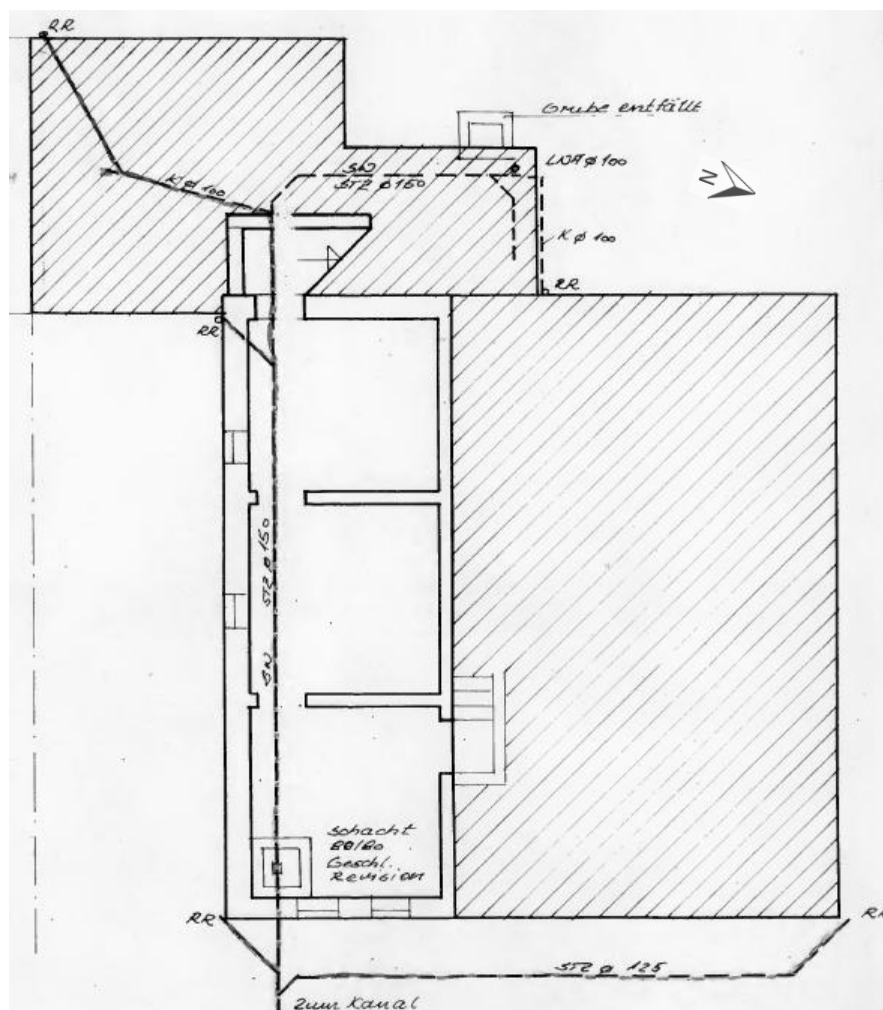 RR
Grube entfällt
LNA ø 100
N
SW
STZ ø 150
K ø 100
K ø 100
RR
RR
STZ ø 150
SW
Schacht
80/80
Geschl.
Revision
RR
RR
STZ ø 125
zum Kanal